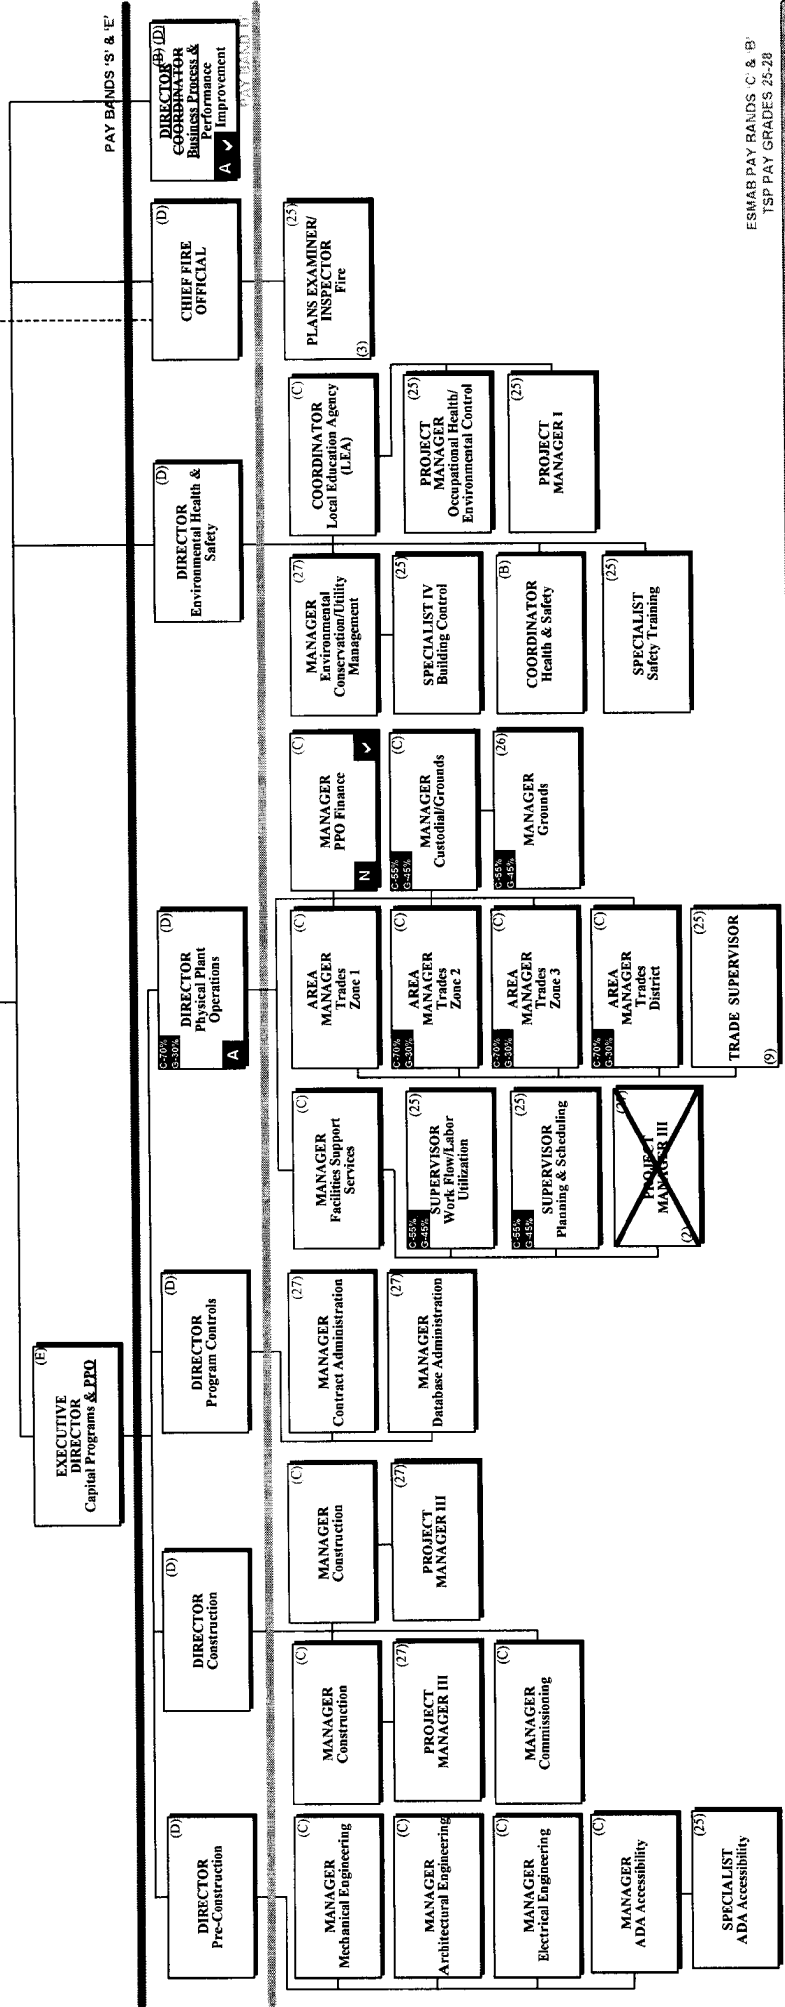 EXECUTIVE
DIRECTOR
Capital Programs & PPO
(E)
PAY BANDS 'S' & 'E'
DIRECTOR
Pre-Construction
(D)
DIRECTOR
Construction
(D)
DIRECTOR
Program Controls
(D)
C-70%
G-30%
DIRECTOR
Physical Plant
Operations
(D)
A
DIRECTOR
Environmental Health &
Safety
(D)
CHIEF FIRE
OFFICIAL
(D)
DIRECTOR
COORDINATOR
Business Process &
Performance
Improvement
(B) (D)
A ✓
PAY BAND 'D'
MANAGER
Mechanical Engineering
(C)
MANAGER
Architectural Engineering
(C)
MANAGER
Electrical Engineering
(C)
MANAGER
ADA Accessibility
(C)
SPECIALIST
ADA Accessibility
(25)
MANAGER
Construction
(C)
PROJECT
MANAGER III
(27)
MANAGER
Commissioning
(C)
MANAGER
Construction
(C)
PROJECT
MANAGER III
(27)
MANAGER
Contract Administration
(27)
MANAGER
Database Administration
(27)
MANAGER
Facilities Support
Services
(C)
C-55%
G-45%
SUPERVISOR
Work Flow/Labor
Utilization
(25)
C-55%
G-45%
SUPERVISOR
Planning & Scheduling
(25)
PROJECT
MANAGER III
(2)
AREA
MANAGER
Trades
Zone 1
(C)
C-70%
G-30%
AREA
MANAGER
Trades
Zone 2
(C)
C-70%
G-30%
AREA
MANAGER
Trades
Zone 3
(C)
C-70%
G-30%
AREA
MANAGER
Trades
District
(C)
TRADE SUPERVISOR
(25)
(9)
MANAGER
PPO Finance
(C)
N ✓
C-55%
G-45%
MANAGER
Custodial/Grounds
(C)
C-55%
G-45%
MANAGER
Grounds
(26)
MANAGER
Environmental
Conservation/Utility
Management
(27)
SPECIALIST IV
Building Control
(25)
COORDINATOR
Health & Safety
(B)
SPECIALIST
Safety Training
(25)
COORDINATOR
Local Education Agency
(LEA)
(C)
PROJECT
MANAGER
Occupational Health/
Environmental Control
(25)
PROJECT
MANAGER I
(25)
PLANS EXAMINER/
INSPECTOR
Fire
(25)
(3)
ESMAB PAY BANDS 'C' & 'B'
TSP PAY GRADES 25-28